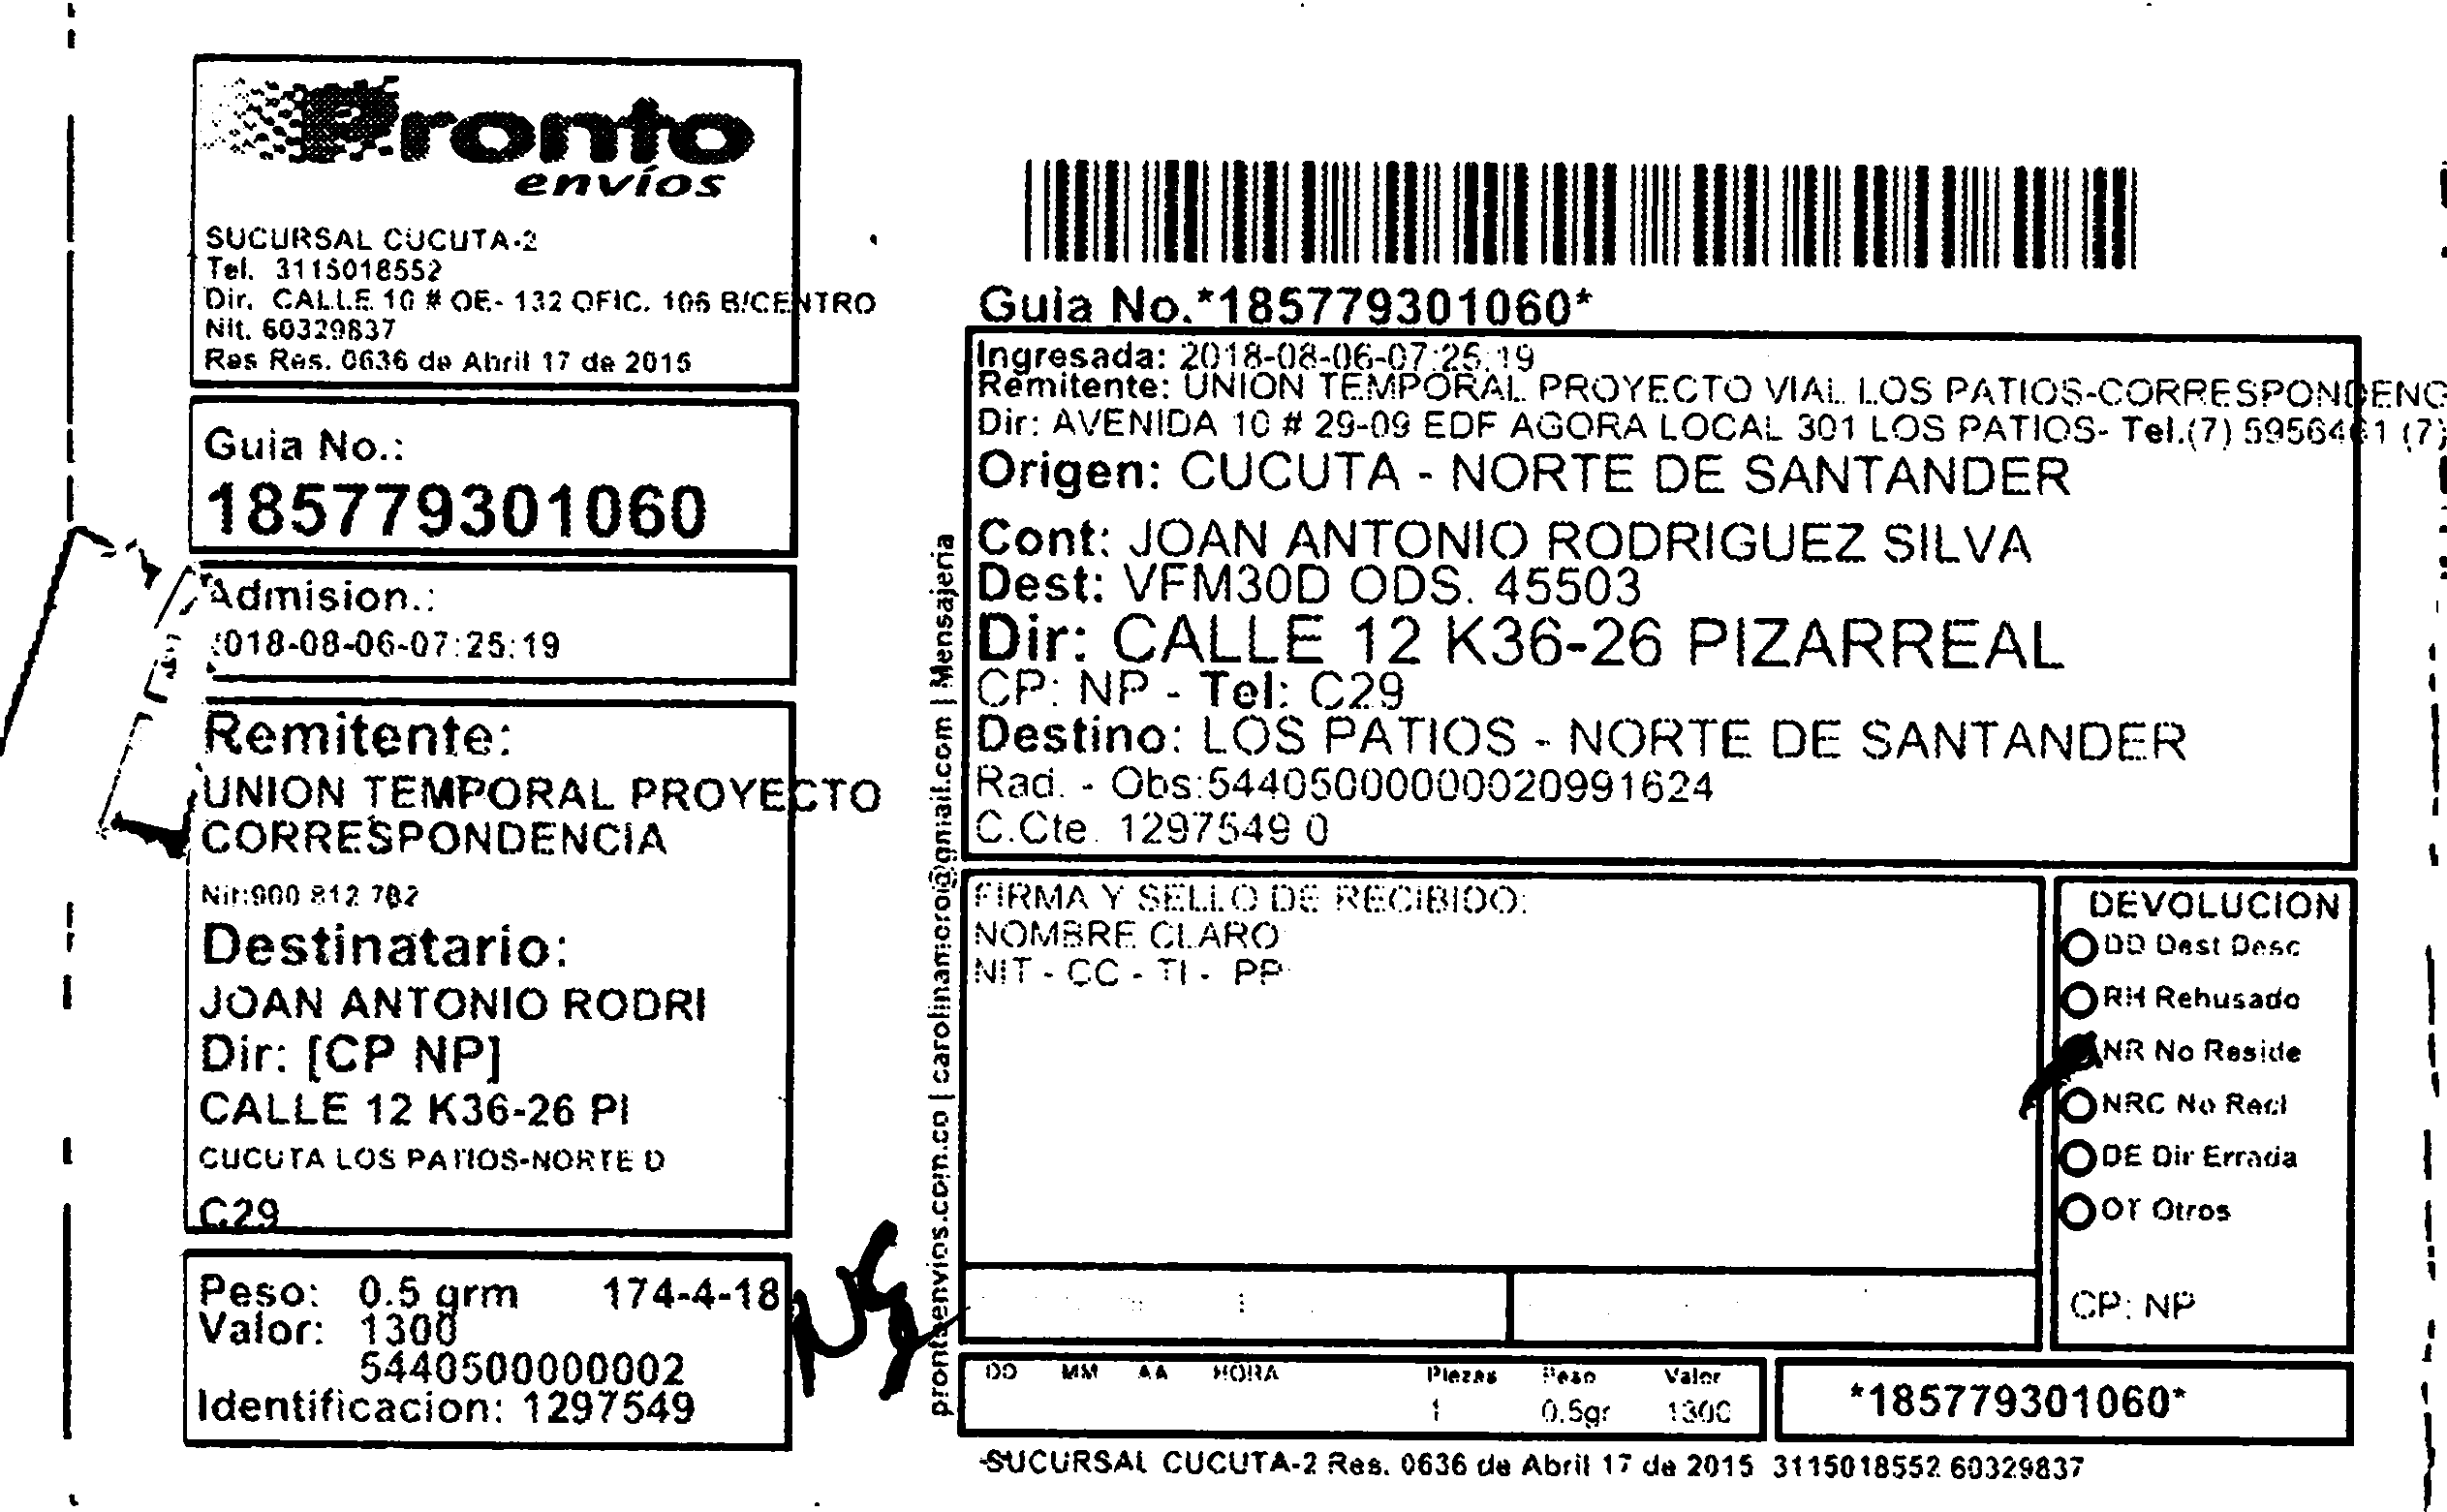 Pronto
envíos
SUCURSAL CUCUTA-2
Tel. 3115018552
Dir. CALLE 10 # OE- 132 OFIC. 106 B/CENTRO
Nit. 60329837
Res Res. 0636 de Abril 17 de 2015
Guia No.:
185779301060
Admision.:
018-08-06-07:25:19
Remitente:
UNION TEMPORAL PROYECTO
CORRESPONDENCIA
Nit:900 812 782
Destinatario:
JOAN ANTONIO RODRI
Dir: [CP NP]
CALLE 12 K36-26 PI
CUCUTA LOS PATIOS-NORTE D
C29
Peso: 0.5 grm 174-4-18
Valor: 1300
5440500000002
Identificacion: 1297549
prontoenvios.com.co | carolinamoroi@gmail.com | Mensajeria
Guia No.*185779301060*
Ingresada: 2018-08-06-07:25:19
Remitente: UNION TEMPORAL PROYECTO VIAL LOS PATIOS-CORRESPONDENC
Dir: AVENIDA 10 # 29-09 EDF AGORA LOCAL 301 LOS PATIOS- Tel.(7) 5956461 (7)
Origen: CUCUTA - NORTE DE SANTANDER
Cont: JOAN ANTONIO RODRIGUEZ SILVA
Dest: VFM30D ODS. 45503
Dir: CALLE 12 K36-26 PIZARREAL
CP: NP - Tel: C29
Destino: LOS PATIOS - NORTE DE SANTANDER
Rad. - Obs:54405000000020991624
C.Cte. 1297549 0
FIRMA Y SELLO DE RECIBIDO:
NOMBRE CLARO
NIT - CC - TI - PP
DEVOLUCION
DD Dest Desc
RH Rehusado
NR No Reside
NRC No Recl
DE Dir Errada
OT Otros
CP: NP
DD MM AA HORA Piezas Peso Valor
1 0.5gr 1300
*185779301060*
-SUCURSAL CUCUTA-2 Res. 0636 de Abril 17 de 2015 3115018552 60329837